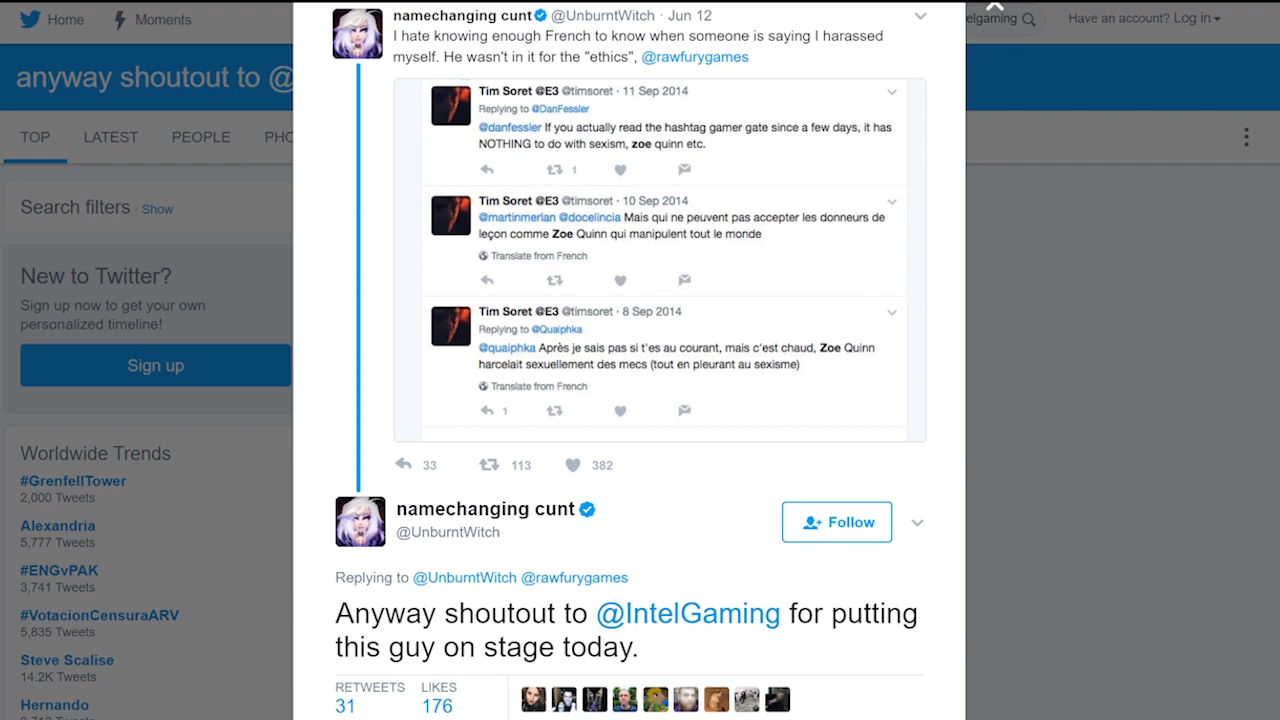 Home
Moments
elgaming
Have an account? Log in
anyway shoutout to @
TOP
LATEST
PEOPLE
PHO
Search filters · Show
New to Twitter?
Sign up now to get your own
personalized timeline!
Sign up
Worldwide Trends
#GrenfellTower
2,000 Tweets
Alexandria
5,777 Tweets
#ENGvPAK
3,741 Tweets
#VotacionCensuraARV
5,835 Tweets
Steve Scalise
14.2K Tweets
Hernando
namechanging cunt @UnburntWitch · Jun 12
I hate knowing enough French to know when someone is saying I harassed
myself. He wasn't in it for the "ethics", @rawfurygames
Tim Soret @E3 @timsoret · 11 Sep 2014
Replying to @DanFessler
@danfessler If you actually read the hashtag gamer gate since a few days, it has
NOTHING to do with sexism, zoe quinn etc.
1
Tim Soret @E3 @timsoret · 10 Sep 2014
@martinmerlan @docelincia Mais qui ne peuvent pas accepter les donneurs de
leçon comme Zoe Quinn qui manipulent tout le monde
Translate from French
Tim Soret @E3 @timsoret · 8 Sep 2014
Replying to @Quaiphka
@quaiphka Après je sais pas si t'es au courant, mais c'est chaud, Zoe Quinn
harcelait sexuellement des mecs (tout en pleurant au sexisme)
Translate from French
1
33 113 382
namechanging cunt
@UnburntWitch
Follow
Replying to @UnburntWitch @rawfurygames
Anyway shoutout to @IntelGaming for putting
this guy on stage today.
RETWEETS LIKES
31 176